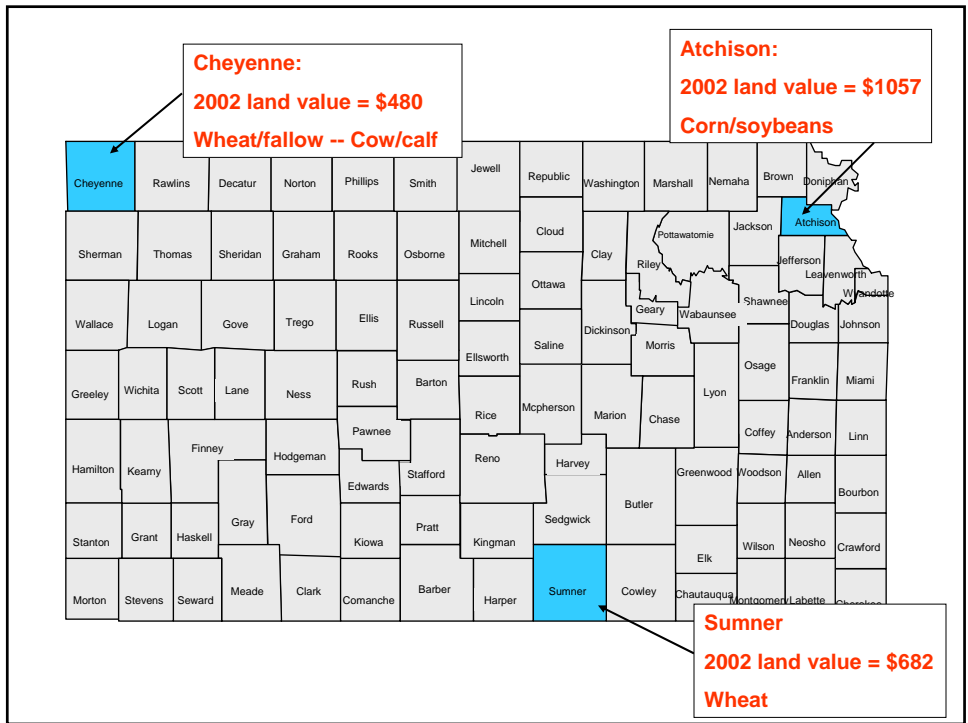 Cheyenne:
2002 land value = $480
Wheat/fallow -- Cow/calf
Atchison:
2002 land value = $1057
Corn/soybeans
Cheyenne
Rawlins
Decatur
Norton
Phillips
Smith
Jewell
Republic
Washington
Marshall
Nemaha
Brown
Doniphan
Atchison
Sherman
Thomas
Sheridan
Graham
Rooks
Osborne
Mitchell
Cloud
Clay
Riley
Pottawatomie
Jackson
Jefferson
Leavenworth
Wyandotte
Wallace
Logan
Gove
Trego
Ellis
Russell
Lincoln
Ottawa
Saline
Dickinson
Geary
Wabaunsee
Shawnee
Douglas
Johnson
Morris
Ellsworth
Greeley
Wichita
Scott
Lane
Ness
Rush
Barton
Rice
Mcpherson
Marion
Chase
Lyon
Osage
Franklin
Miami
Pawnee
Hamilton
Kearny
Finney
Hodgeman
Edwards
Stafford
Reno
Harvey
Greenwood
Coffey
Anderson
Linn
Woodson
Allen
Bourbon
Stanton
Grant
Haskell
Gray
Ford
Kiowa
Pratt
Kingman
Sedgwick
Butler
Elk
Wilson
Neosho
Crawford
Morton
Stevens
Seward
Meade
Clark
Comanche
Barber
Harper
Sumner
Cowley
Chautauqua
Montgomery
Labette
Cherokee
Sumner
2002 land value = $682
Wheat